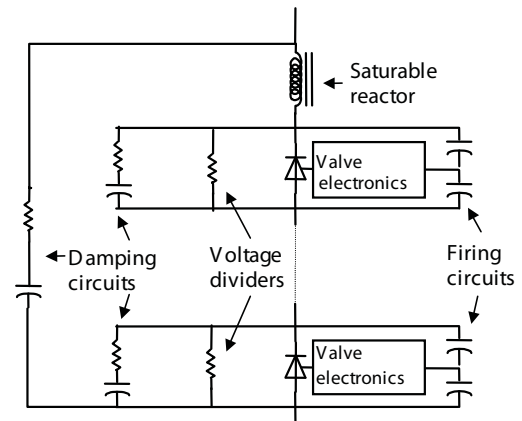 Saturable
reactor
Valve
electronics
Damping
circuits
Voltage
dividers
Firing
circuits
Valve
electronics